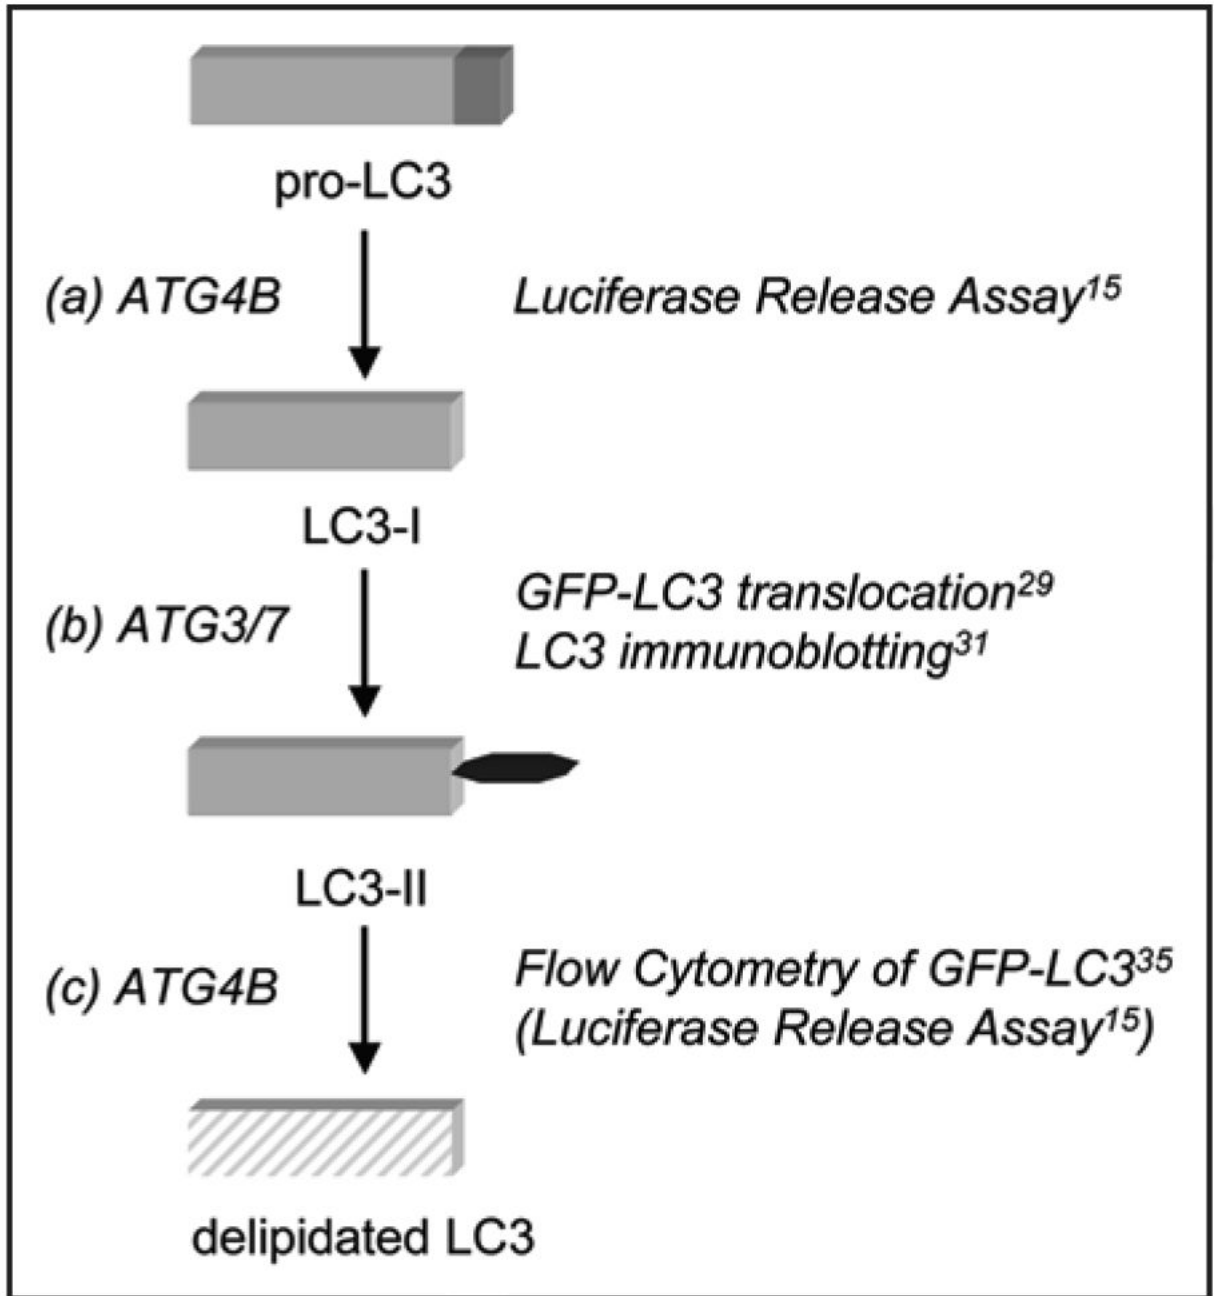 pro-LC3
(a) ATG4B
Luciferase Release Assay¹⁵
LC3-I
(b) ATG3/7
GFP-LC3 translocation²⁹
LC3 immunoblotting³¹
LC3-II
(c) ATG4B
Flow Cytometry of GFP-LC3³⁵
(Luciferase Release Assay¹⁵)
delipidated LC3